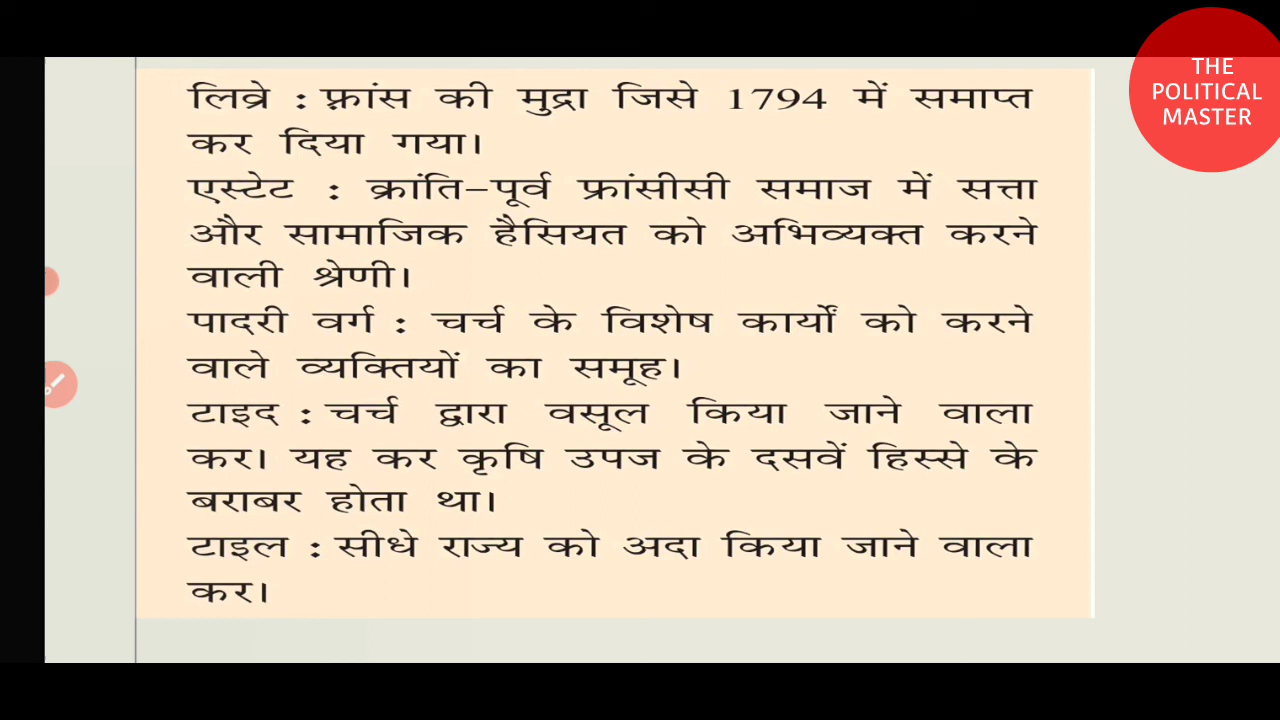 लिव्रे : फ़्रांस की मुद्रा जिसे 1794 में समाप्त
कर दिया गया।
एस्टेट : क्रांति–पूर्व फ्रांसीसी समाज में सत्ता
और सामाजिक हैसियत को अभिव्यक्त करने
वाली श्रेणी।
पादरी वर्ग : चर्च के विशेष कार्यों को करने
वाले व्यक्तियों का समूह।
टाइद : चर्च द्वारा वसूल किया जाने वाला
कर। यह कर कृषि उपज के दसवें हिस्से के
बराबर होता था।
टाइल : सीधे राज्य को अदा किया जाने वाला
कर।
THE
POLITICAL
MASTER